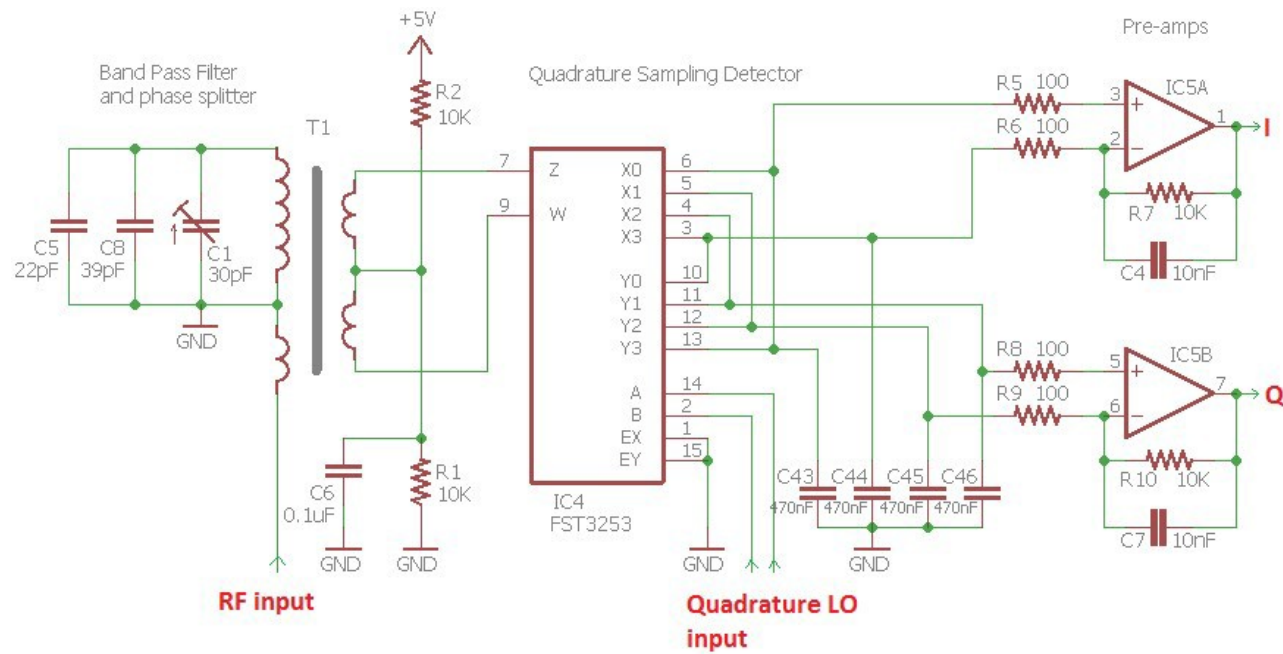 Pre-amps
+5V
Band Pass Filter
and phase splitter
Quadrature Sampling Detector
R2
10K
T1
R5 100
IC5A
3
+
1
I
R6 100
2
−
R7 10K
C4 10nF
C5
22pF
C8
39pF
C1
30pF
GND
7 Z
9 W
X0 6
X1 5
X2 4
X3 3
Y0 10
Y1 11
Y2 12
Y3 13
A 14
B 2
EX 1
EY 15
IC4
FST3253
R8 100
IC5B
5
+
7
Q
R9 100
6
−
R10 10K
C7 10nF
C6
0.1uF
R1
10K
C43 C44 C45 C46
470nF 470nF 470nF 470nF
GND GND GND GND
RF input
Quadrature LO
input